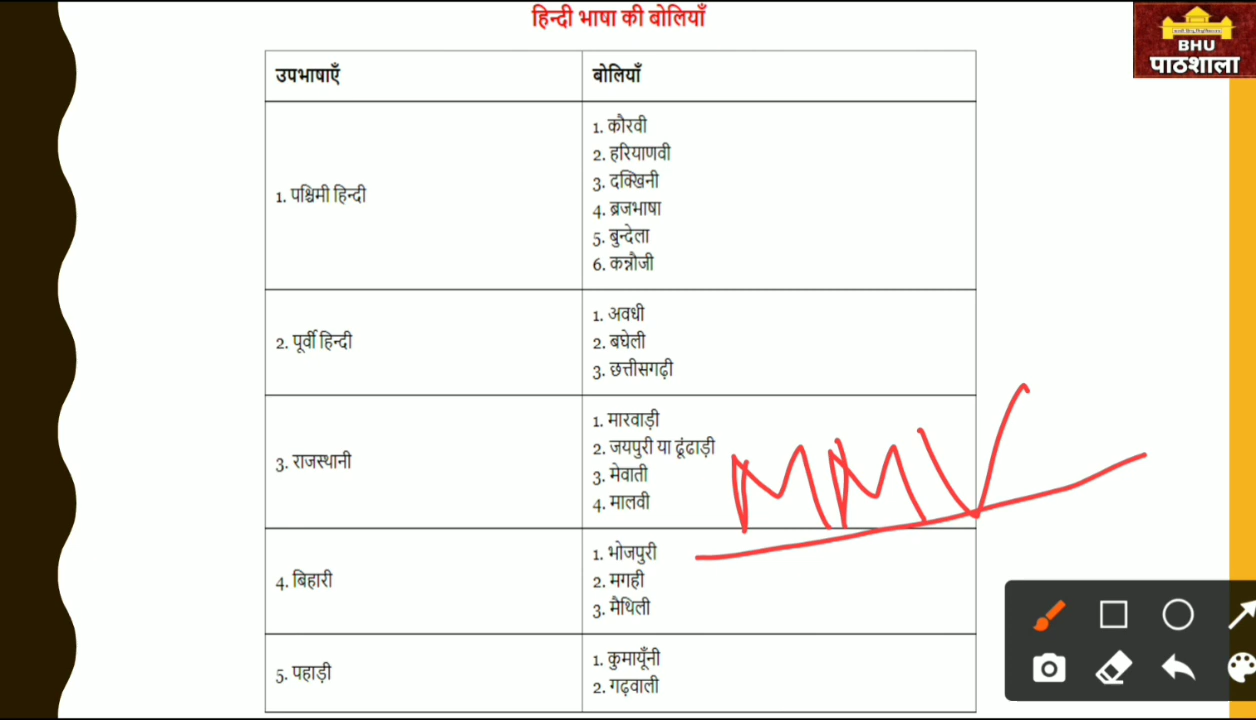 हिन्दी भाषा की बोलियाँ
BHU
पाठशाला
उपभाषाएँ
बोलियाँ
1. पश्चिमी हिन्दी
1. कौरवी
2. हरियाणवी
3. दक्खिनी
4. ब्रजभाषा
5. बुन्देला
6. कन्नौजी
2. पूर्वी हिन्दी
1. अवधी
2. बघेली
3. छत्तीसगढ़ी
3. राजस्थानी
1. मारवाड़ी
2. जयपुरी या ढूंढाड़ी
3. मेवाती
4. मालवी
MMV
4. बिहारी
1. भोजपुरी
2. मगही
3. मैथिली
5. पहाड़ी
1. कुमायूँनी
2. गढ़वाली